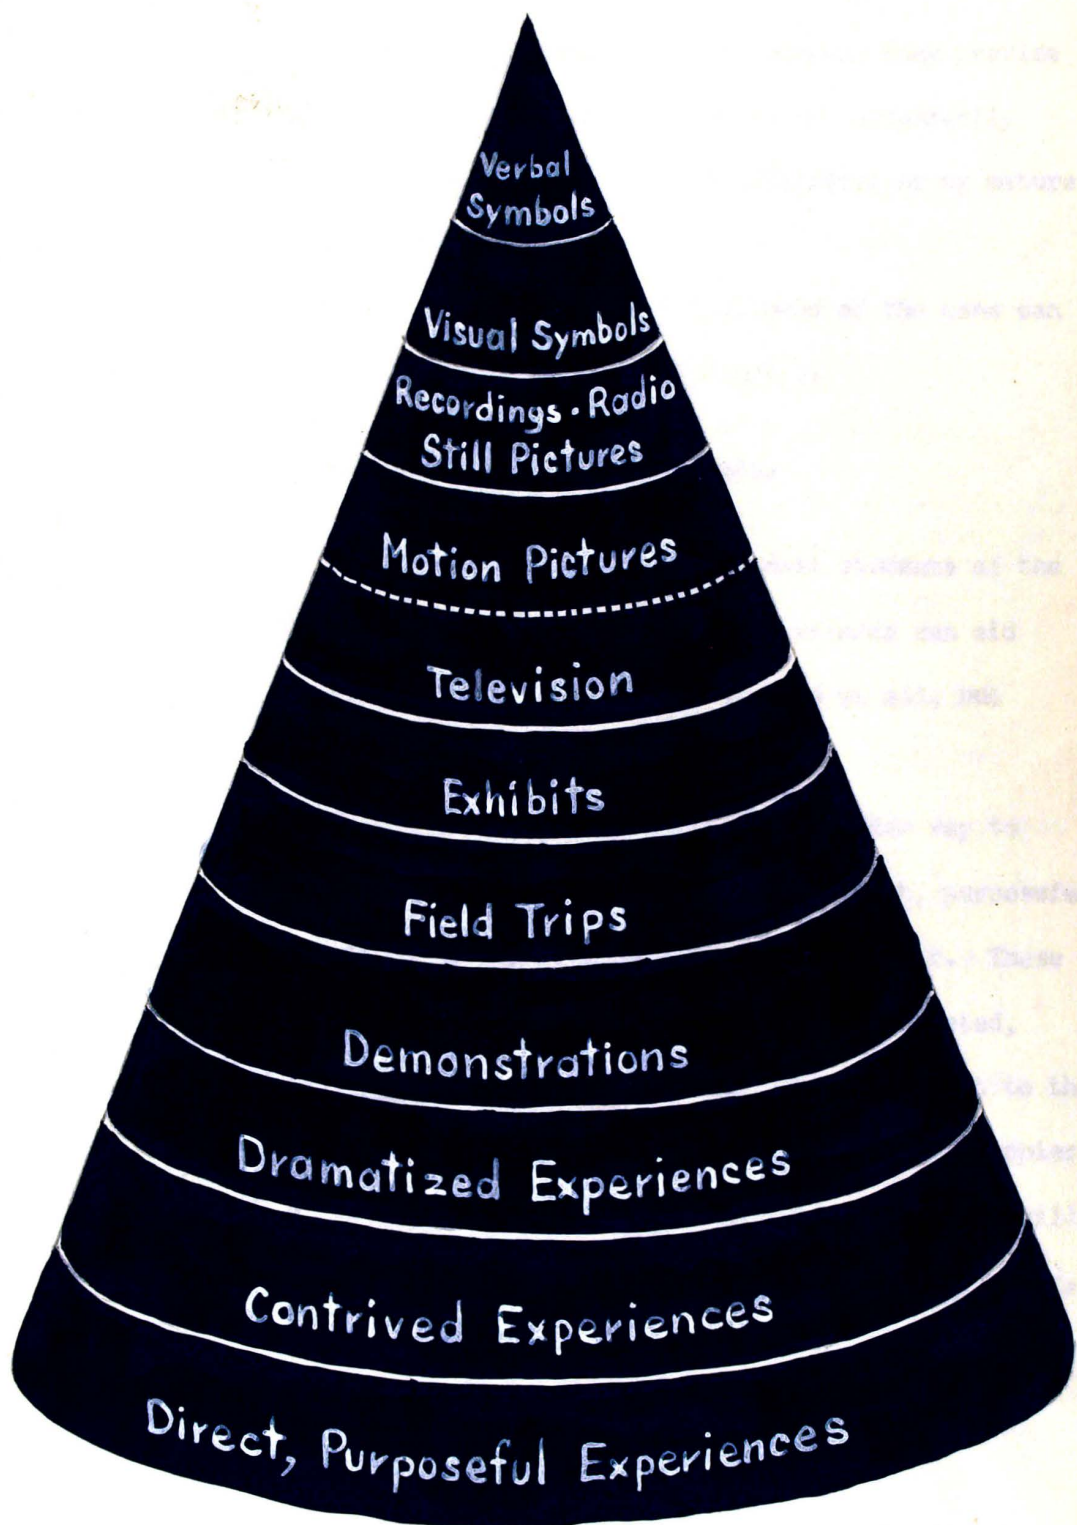 Verbal
Symbols
Visual Symbols
Recordings · Radio
Still Pictures
Motion Pictures
Television
Exhibits
Field Trips
Demonstrations
Dramatized Experiences
Contrived Experiences
Direct, Purposeful Experiences